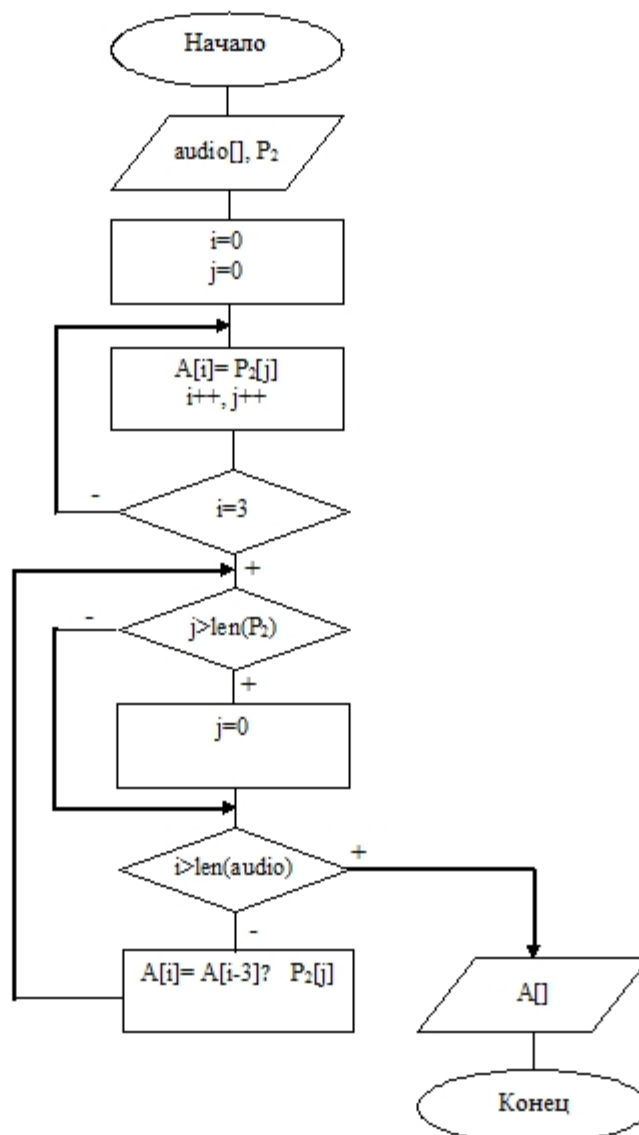 Начало
audio[], P₂
i=0
j=0
A[i]= P₂[j]
i++, j++
-
i=3
+
-
j>len(P₂)
+
j=0
+
i>len(audio)
-
A[i]= A[i-3]? P₂[j]
A[]
Конец